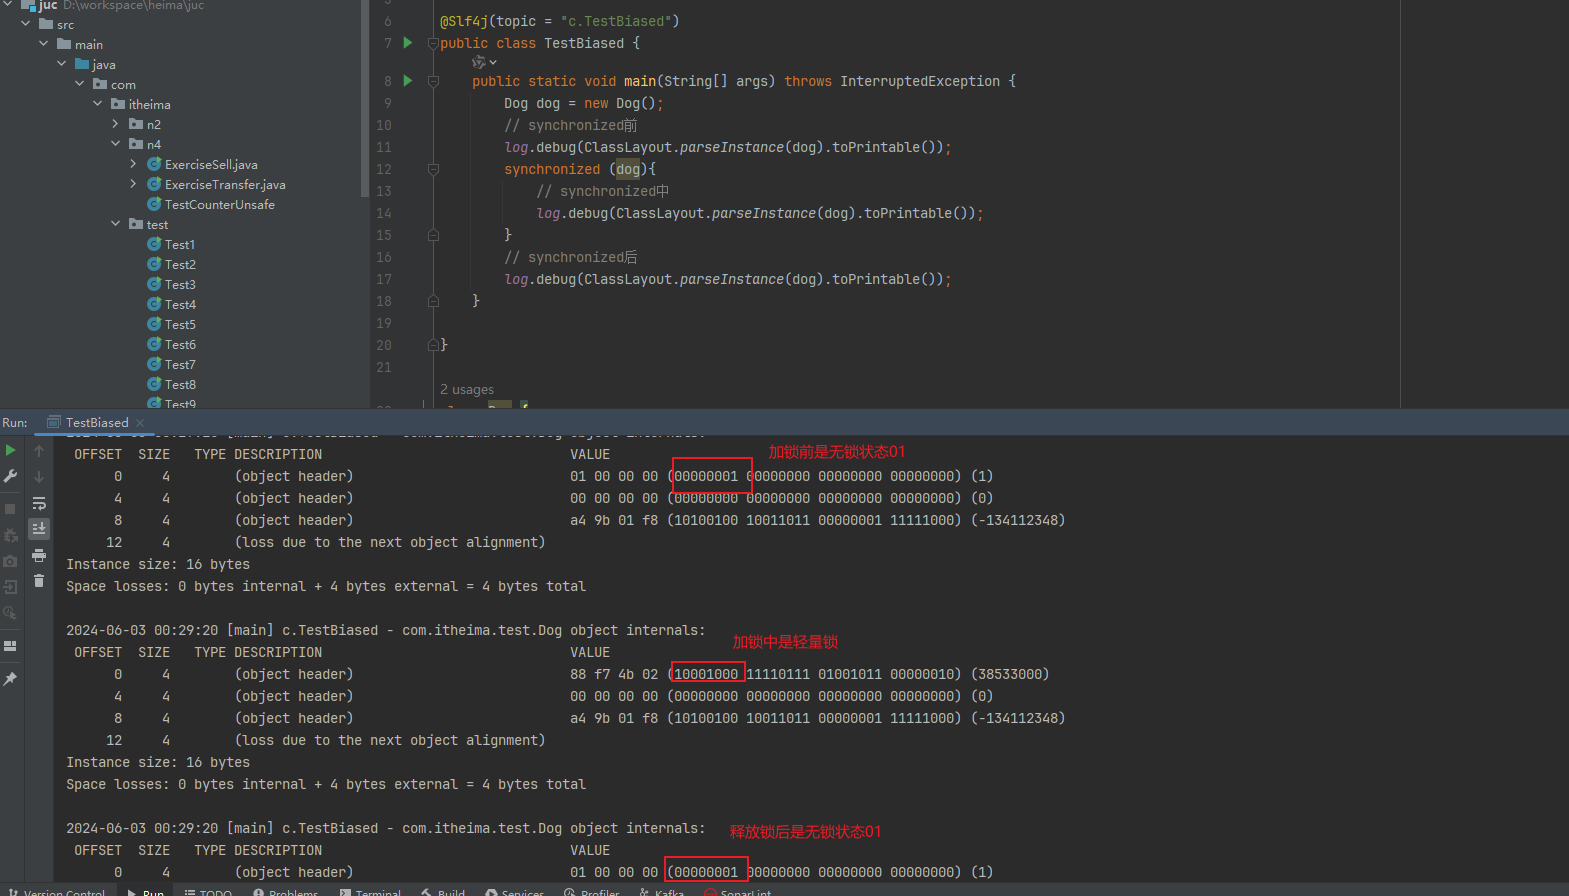 juc D:\workspace\heima\juc
src
main
java
com
itheima
n2
n4
ExerciseSell.java
ExerciseTransfer.java
TestCounterUnsafe
test
Test1
Test2
Test3
Test4
Test5
Test6
Test7
Test8
Test9
6 @Slf4j(topic = "c.TestBiased")
7 public class TestBiased {
8 public static void main(String[] args) throws InterruptedException {
9 Dog dog = new Dog();
10 // synchronized前
11 log.debug(ClassLayout.parseInstance(dog).toPrintable());
12 synchronized (dog){
13 // synchronized中
14 log.debug(ClassLayout.parseInstance(dog).toPrintable());
15 }
16 // synchronized后
17 log.debug(ClassLayout.parseInstance(dog).toPrintable());
18 }
19
20 }
21
2 usages
Run: TestBiased
OFFSET SIZE TYPE DESCRIPTION VALUE
加锁前是无锁状态01
0 4 (object header) 01 00 00 00 (00000001 00000000 00000000 00000000) (1)
4 4 (object header) 00 00 00 00 (00000000 00000000 00000000 00000000) (0)
8 4 (object header) a4 9b 01 f8 (10100100 10011011 00000001 11111000) (-134112348)
12 4 (loss due to the next object alignment)
Instance size: 16 bytes
Space losses: 0 bytes internal + 4 bytes external = 4 bytes total
2024-06-03 00:29:20 [main] c.TestBiased - com.itheima.test.Dog object internals:
加锁中是轻量锁
OFFSET SIZE TYPE DESCRIPTION VALUE
0 4 (object header) 88 f7 4b 02 (10001000 11110111 01001011 00000010) (38533000)
4 4 (object header) 00 00 00 00 (00000000 00000000 00000000 00000000) (0)
8 4 (object header) a4 9b 01 f8 (10100100 10011011 00000001 11111000) (-134112348)
12 4 (loss due to the next object alignment)
Instance size: 16 bytes
Space losses: 0 bytes internal + 4 bytes external = 4 bytes total
2024-06-03 00:29:20 [main] c.TestBiased - com.itheima.test.Dog object internals:
释放锁后是无锁状态01
OFFSET SIZE TYPE DESCRIPTION VALUE
0 4 (object header) 01 00 00 00 (00000001 00000000 00000000 00000000) (1)
Version Control Run TODO Problems Terminal Build Services Profiler Kafka SonarLint